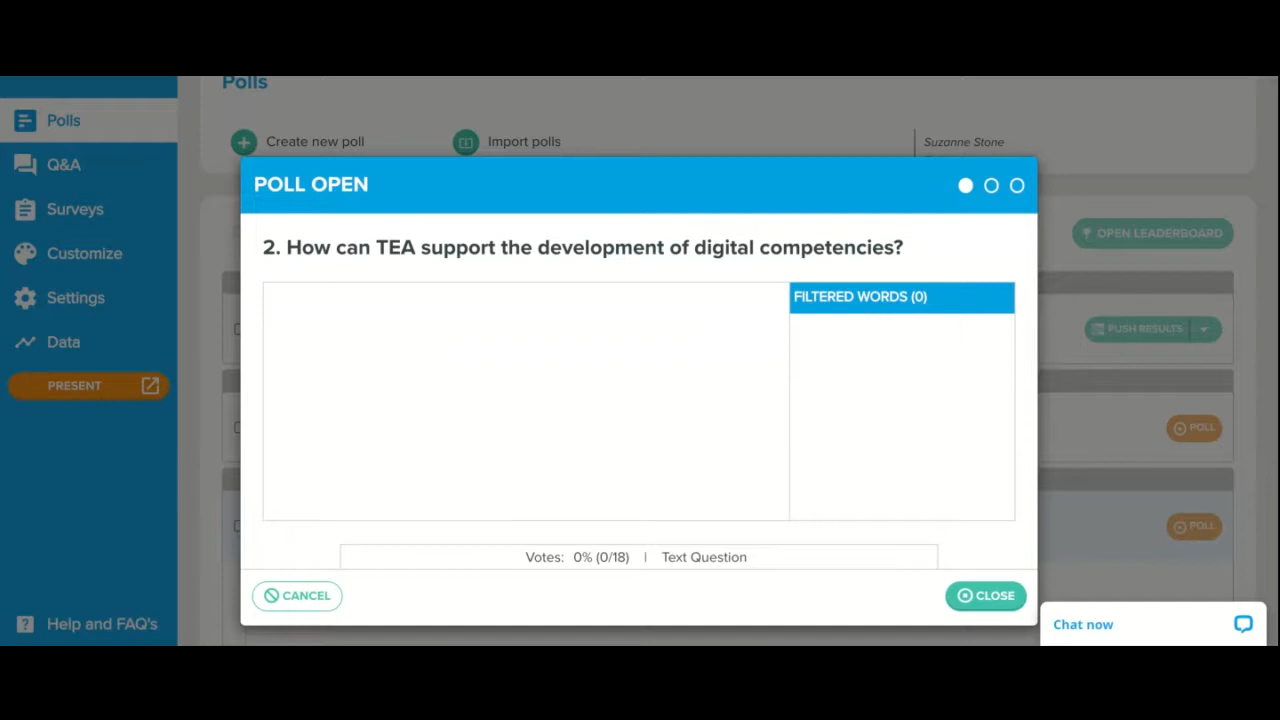 Polls
Polls
Create new poll
Import polls
Suzanne Stone
Q&A
POLL OPEN
Surveys
2. How can TEA support the development of digital competencies?
OPEN LEADERBOARD
Customize
Settings
FILTERED WORDS (0)
PUSH RESULTS
Data
PRESENT
POLL
POLL
Votes: 0% (0/18) | Text Question
CANCEL
CLOSE
Help and FAQ's
Chat now